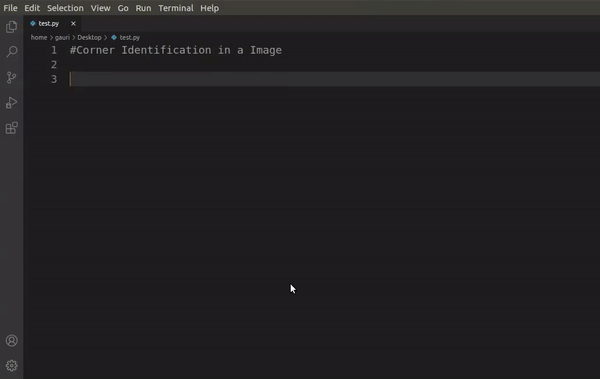 File Edit Selection View Go Run Terminal Help
test.py
home > gauri > Desktop > test.py
1 #Corner Identification in a Image
2
3